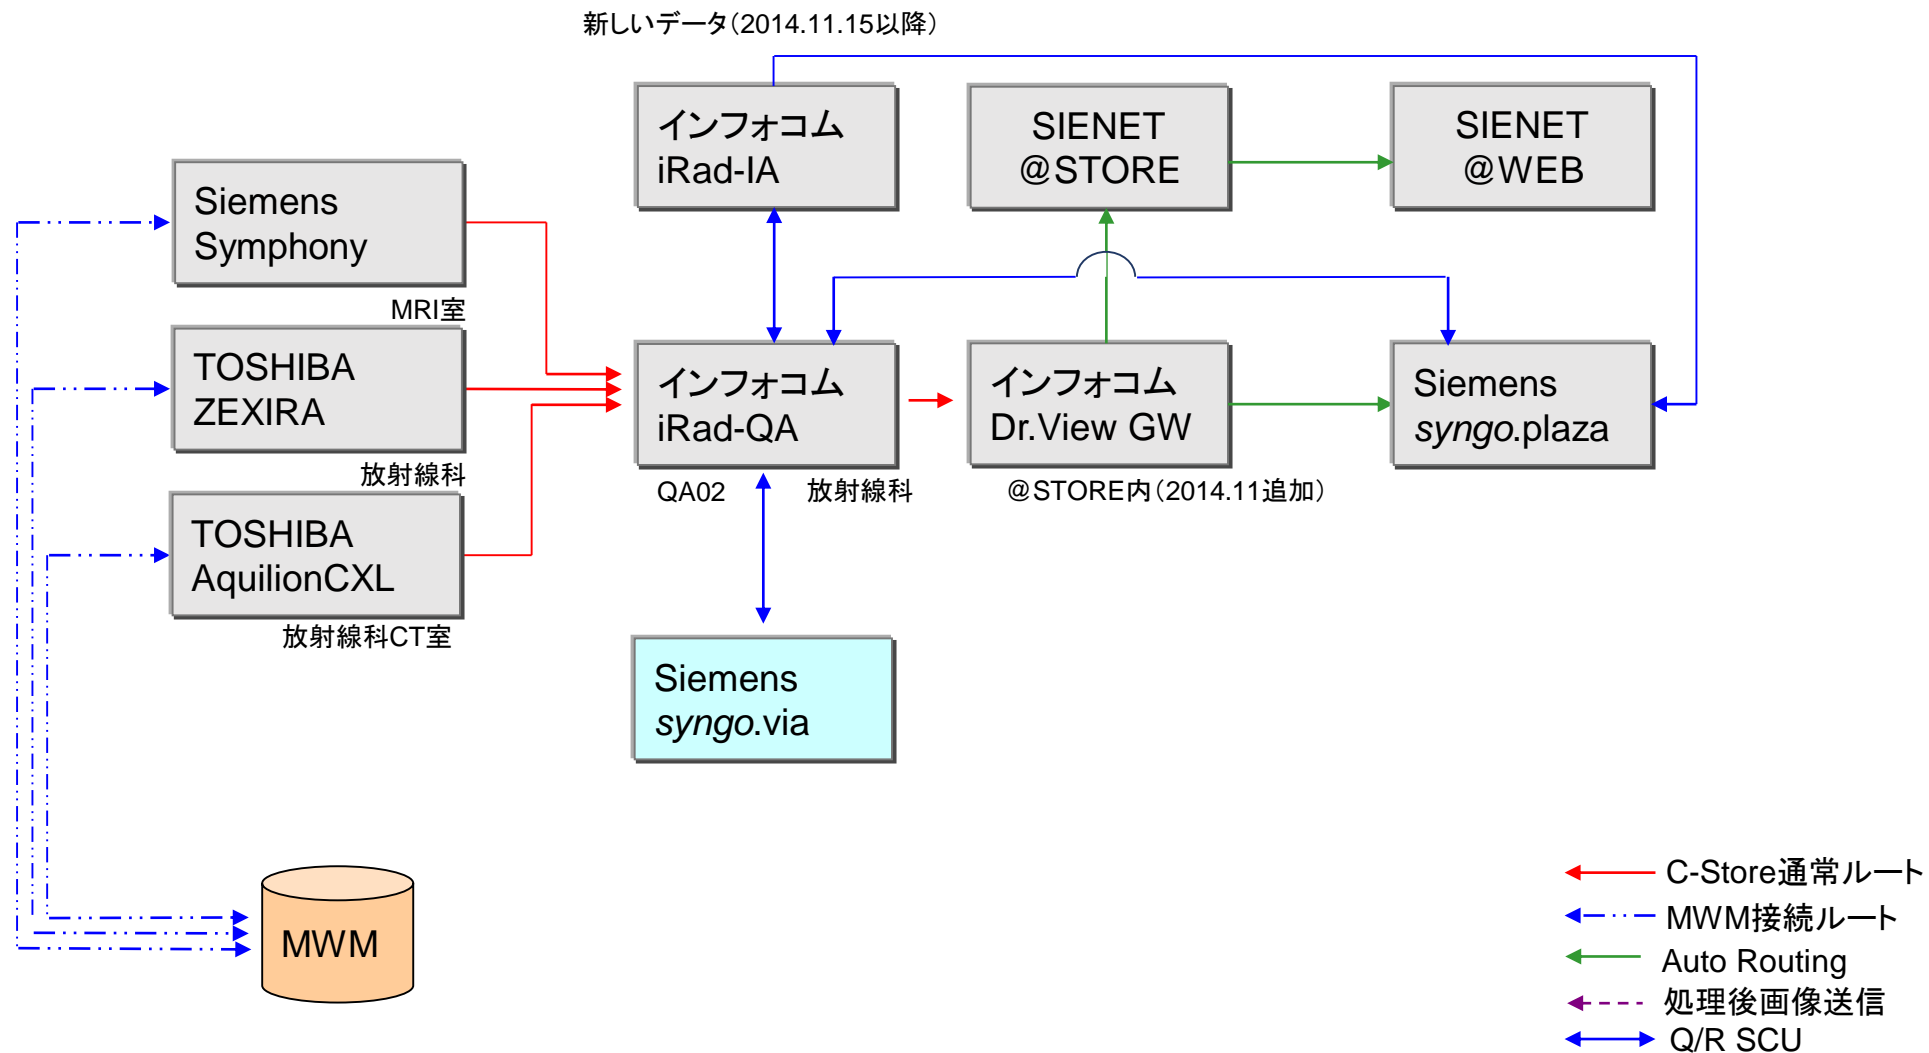 新しいデータ（2014.11.15以降）
インフォコム
iRad-IA
SIENET
@STORE
SIENET
@WEB
Siemens
Symphony
MRI室
TOSHIBA
ZEXIRA
放射線科
インフォコム
iRad-QA
QA02
放射線科
インフォコム
Dr.View GW
@STORE内（2014.11追加）
Siemens
syngo.plaza
TOSHIBA
AquilionCXL
放射線科CT室
Siemens
syngo.via
MWM
C-Store通常ルート
MWM接続ルート
Auto Routing
処理後画像送信
Q/R SCU